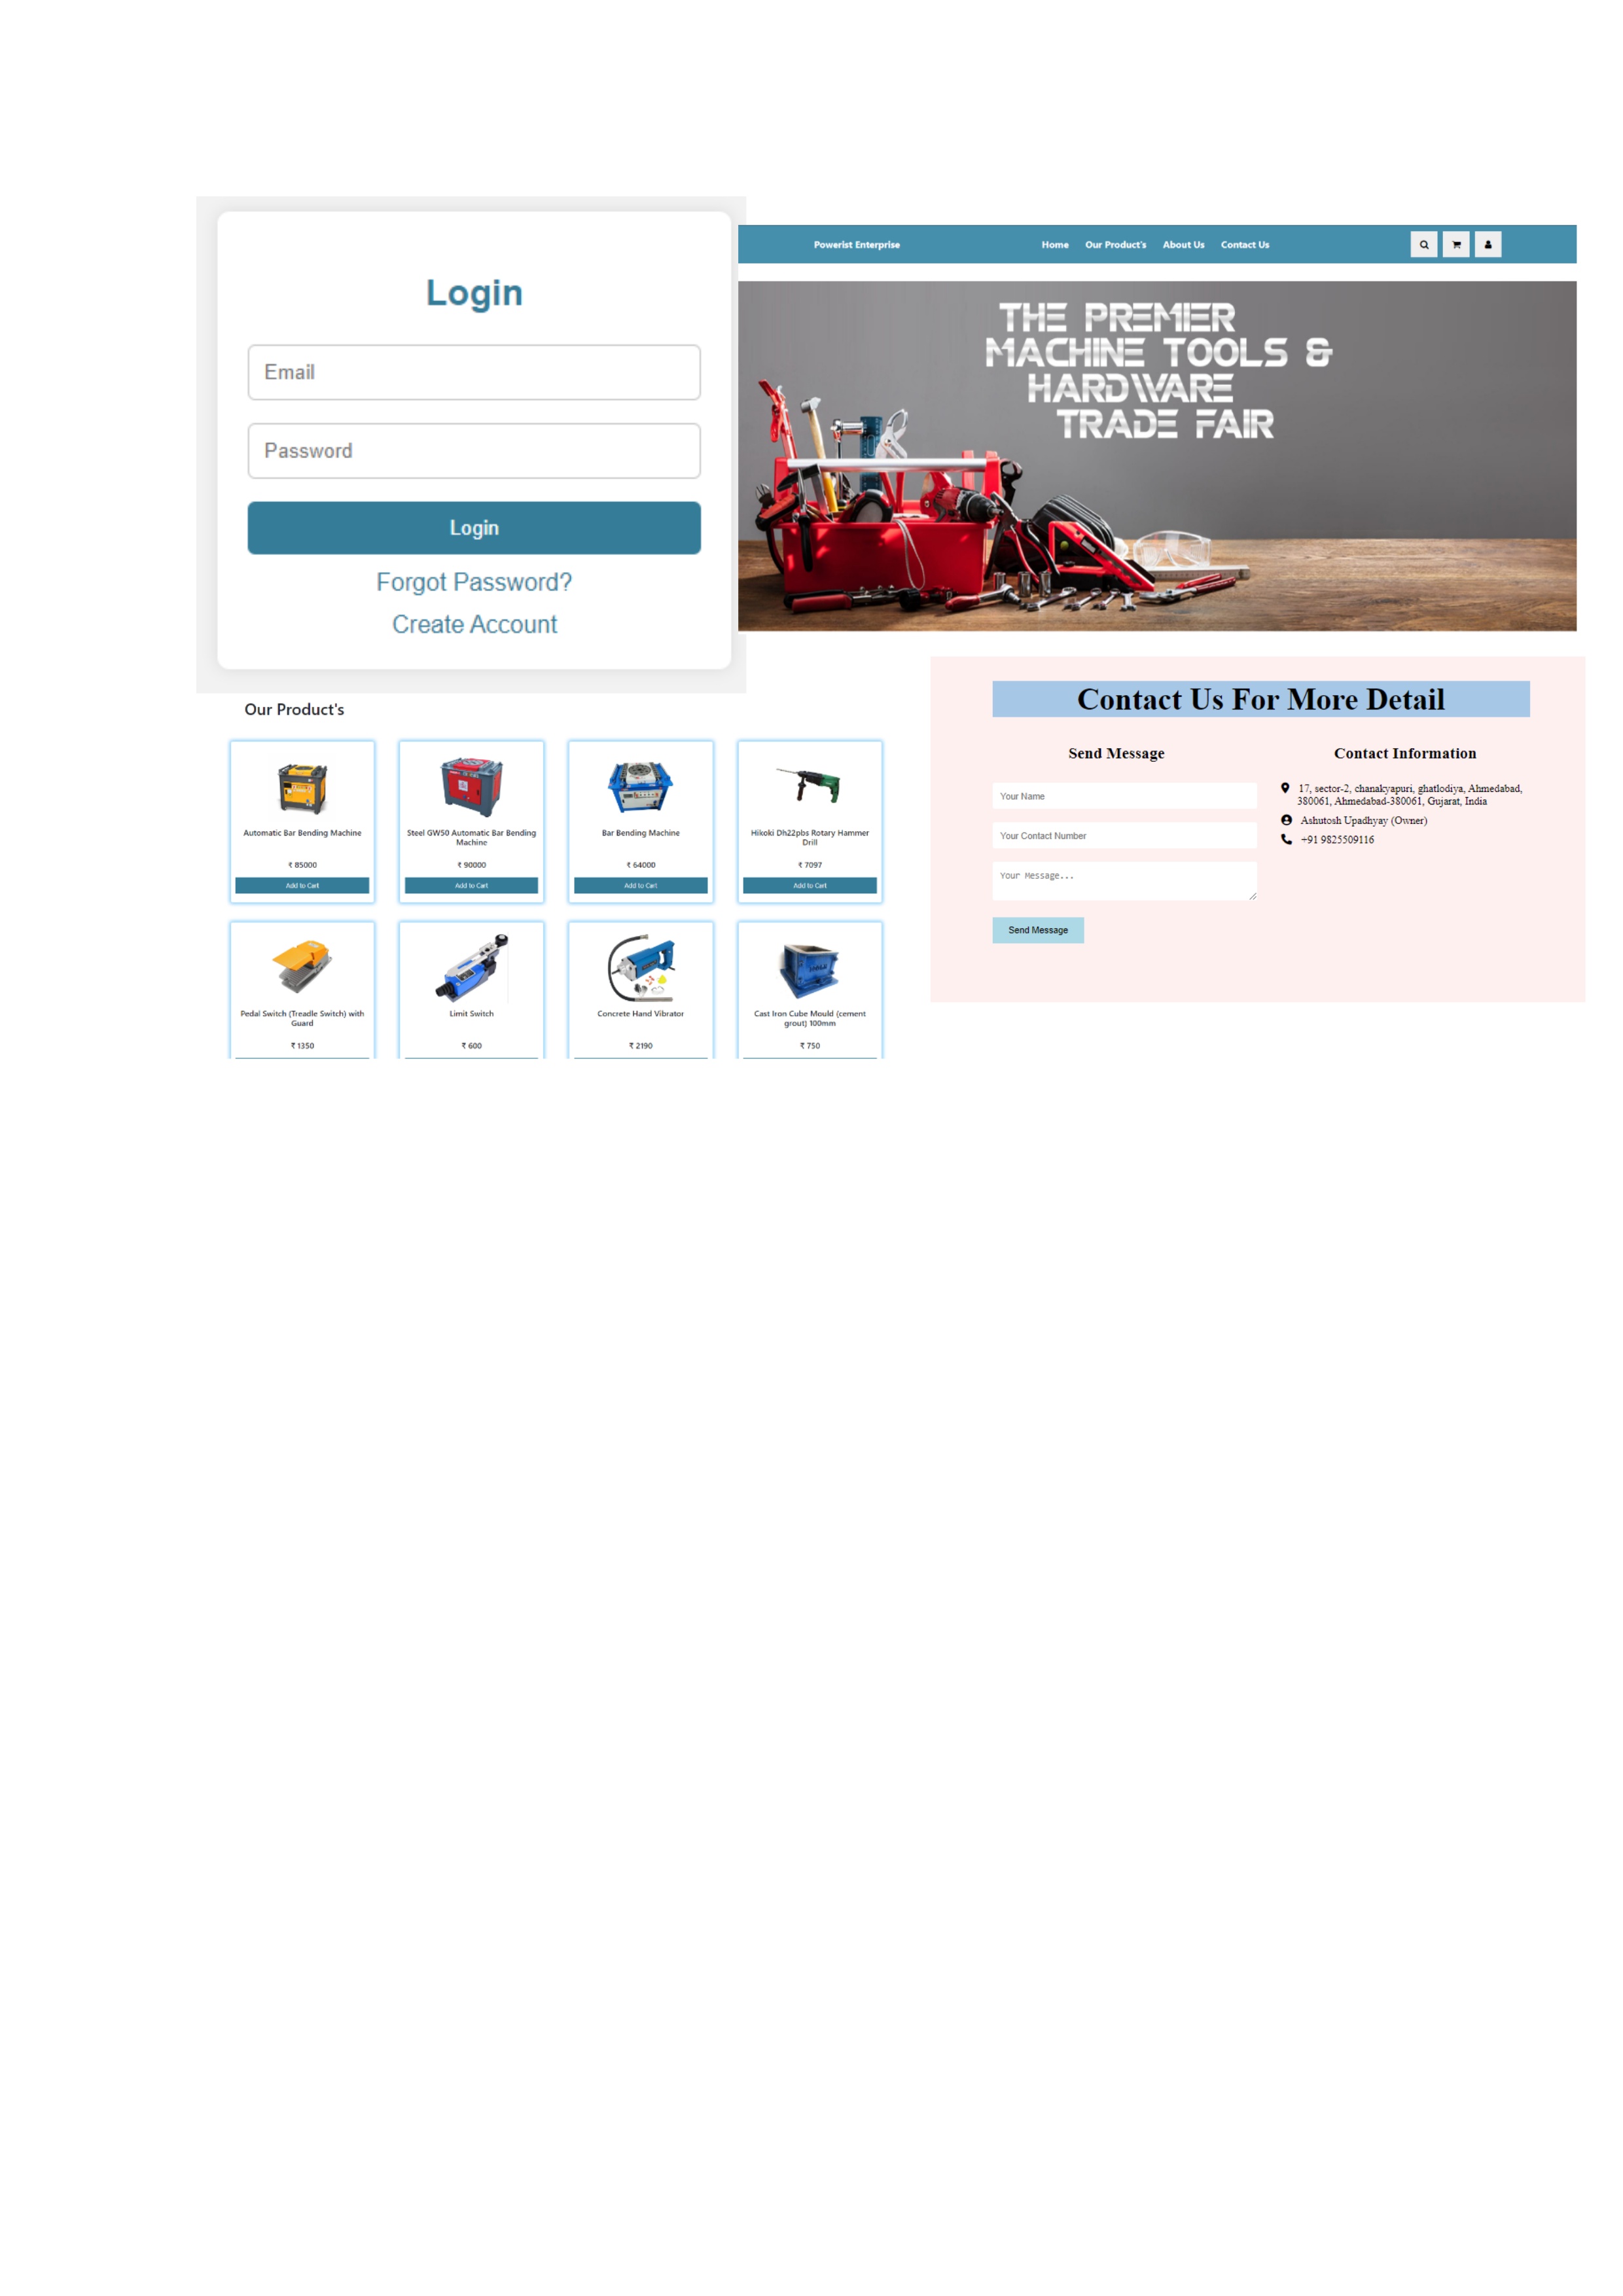 Login
Email
Password
Login
Forgot Password?
Create Account
Powerist Enterprise
Home Our Product's About Us Contact Us
THE PREMIER
MACHINE TOOLS &
HARDWARE
TRADE FAIR
Our Product's
Automatic Bar Bending Machine
₹ 85000
Add to Cart
Steel GW50 Automatic Bar Bending
Machine
₹ 90000
Add to Cart
Bar Bending Machine
₹ 64000
Add to Cart
Hikoki Dh22pbs Rotary Hammer
Drill
₹ 7097
Add to Cart
Pedal Switch (Treadle Switch) with
Guard
₹ 1350
Limit Switch
₹ 600
Concrete Hand Vibrator
₹ 2190
Cast Iron Cube Mould (cement
grout) 100mm
₹ 750
Contact Us For More Detail
Send Message
Your Name
Your Contact Number
Your Message...
Send Message
Contact Information
17, sector-2, chanakyapuri, ghatlodiya, Ahmedabad,
380061, Ahmedabad-380061, Gujarat, India
Ashutosh Upadhyay (Owner)
+91 9825509116